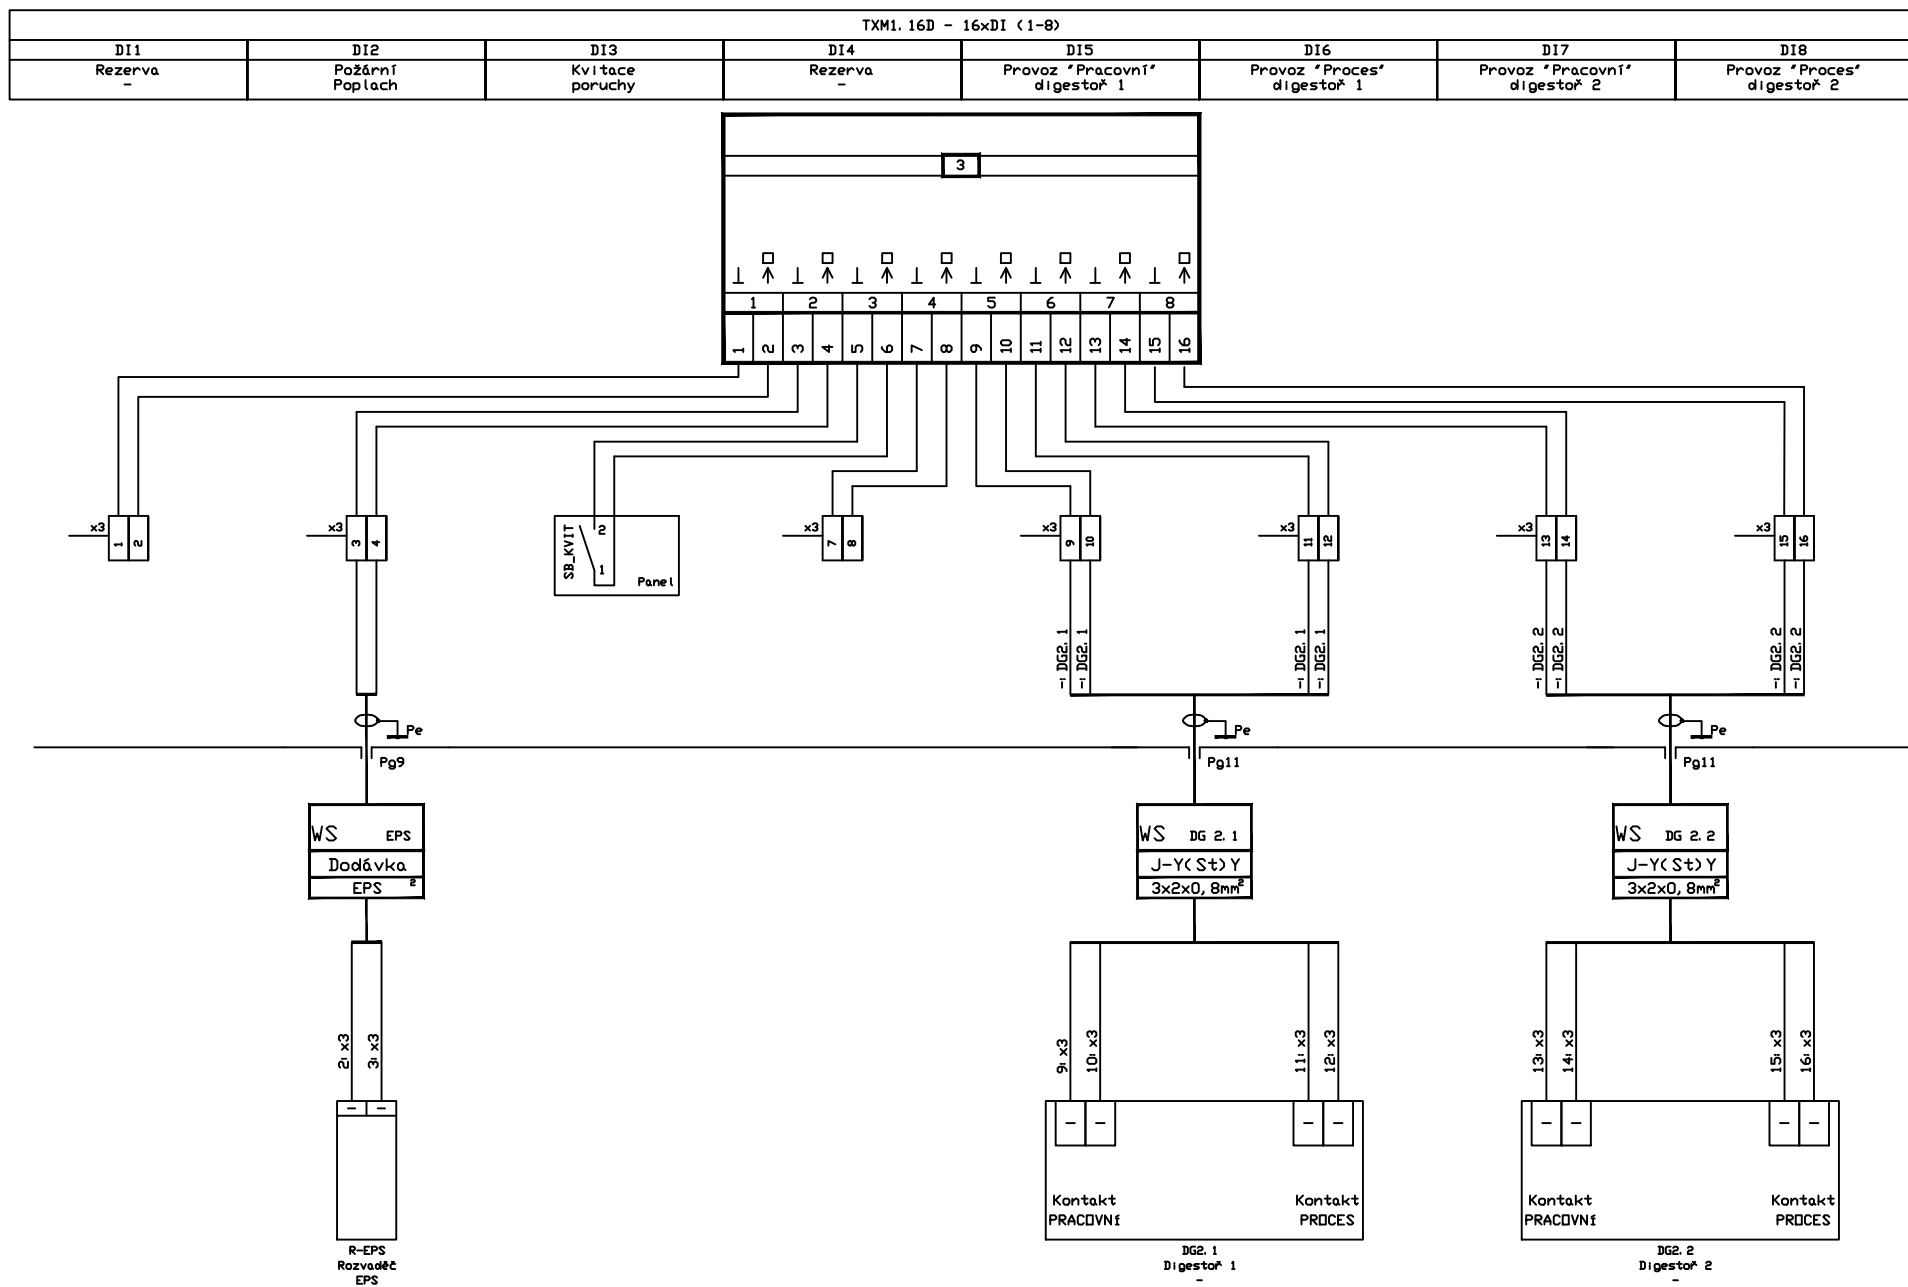 TXM1.16D - 16xDI (1-8)
DI1 DI2 DI3 DI4 DI5 DI6 DI7 DI8
Rezerva Požární Kvitace Rezerva Provoz "Pracovní" Provoz "Proces" Provoz "Pracovní" Provoz "Proces"
- Poplach poruchy - digestoř 1 digestoř 1 digestoř 2 digestoř 2
3
1 2 3 4 5 6 7 8
1 2 3 4 5 6 7 8 9 10 11 12 13 14 15 16
x3 1 2
x3 3 4
SB_KVIT 2 1 Panel
x3 7 8
x3 9 10
x3 11 12
x3 13 14
x3 15 16
-:DG2.1 -:DG2.1 -:DG2.1 -:DG2.1 -:DG2.2 -:DG2.2 -:DG2.2 -:DG2.2
Pe Pe Pe
Pg9 Pg11 Pg11
WS EPS WS DG 2.1 WS DG 2.2
Dodávka J-Y(St)Y J-Y(St)Y
EPS ² 3x2x0,8mm² 3x2x0,8mm²
2:x3 3:x3 9:x3 10:x3 11:x3 12:x3 13:x3 14:x3 15:x3 16:x3
- - - - - - - - - -
Kontakt Kontakt Kontakt Kontakt
PRACOVNÍ PROCES PRACOVNÍ PROCES
R-EPS DG2.1 DG2.2
Rozvaděč Digestoř 1 Digestoř 2
EPS - -